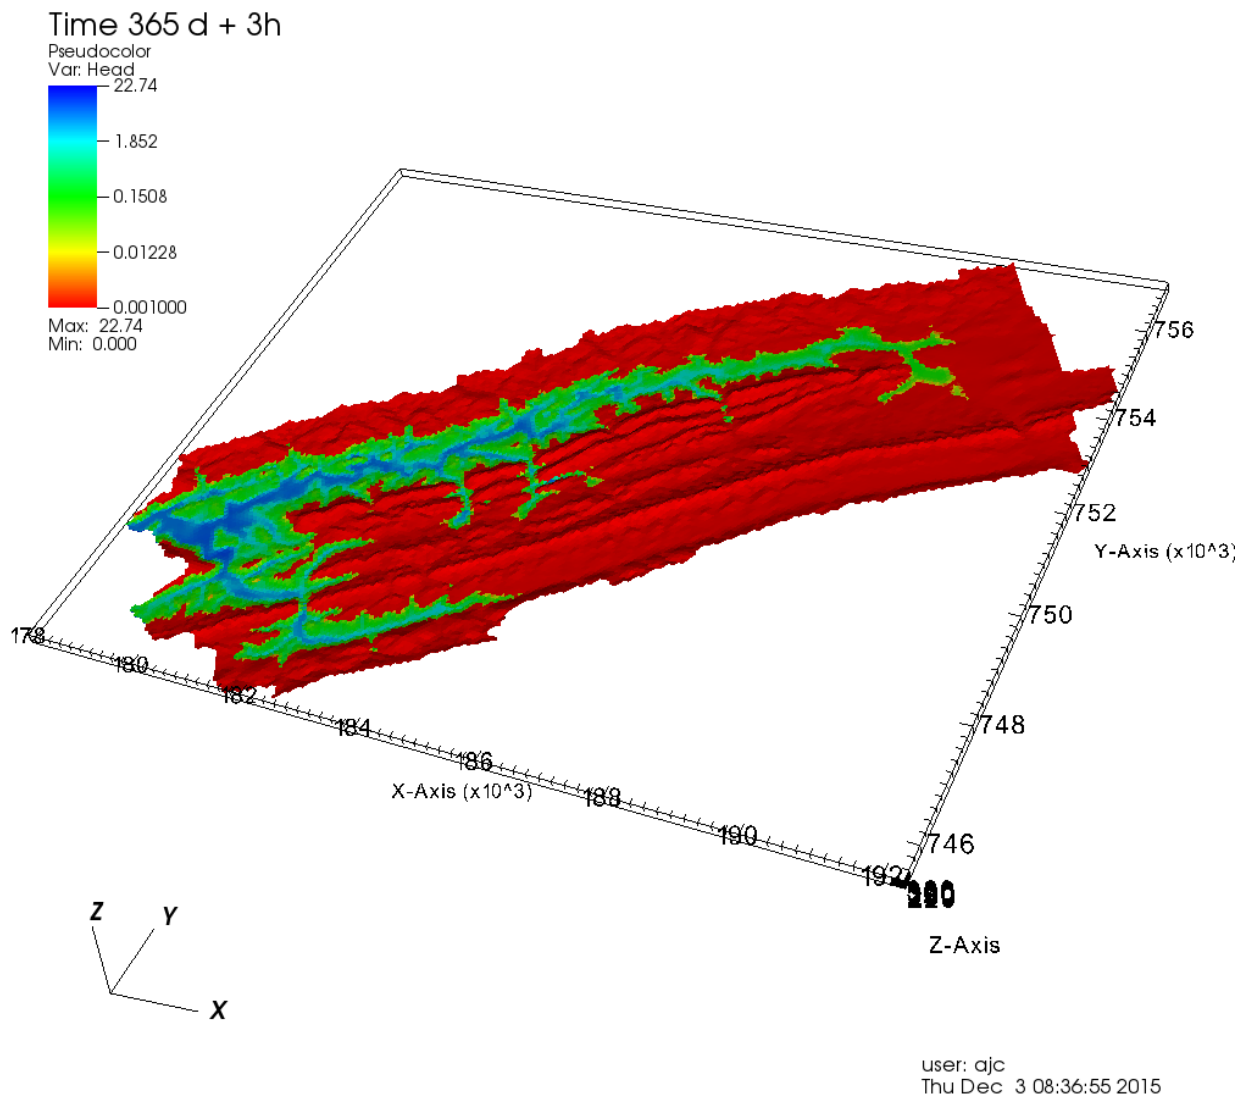 Time 365 d + 3h
Pseudocolor
Var: Head
22.74
1.852
0.1508
0.01228
0.001000
Max: 22.74
Min: 0.000
756
754
752
Y-Axis (x10^3)
750
748
746
178
180
182
184
186
188
190
192
X-Axis (x10^3)
Z-Axis
Z
Y
X
user: ajc
Thu Dec 3 08:36:55 2015